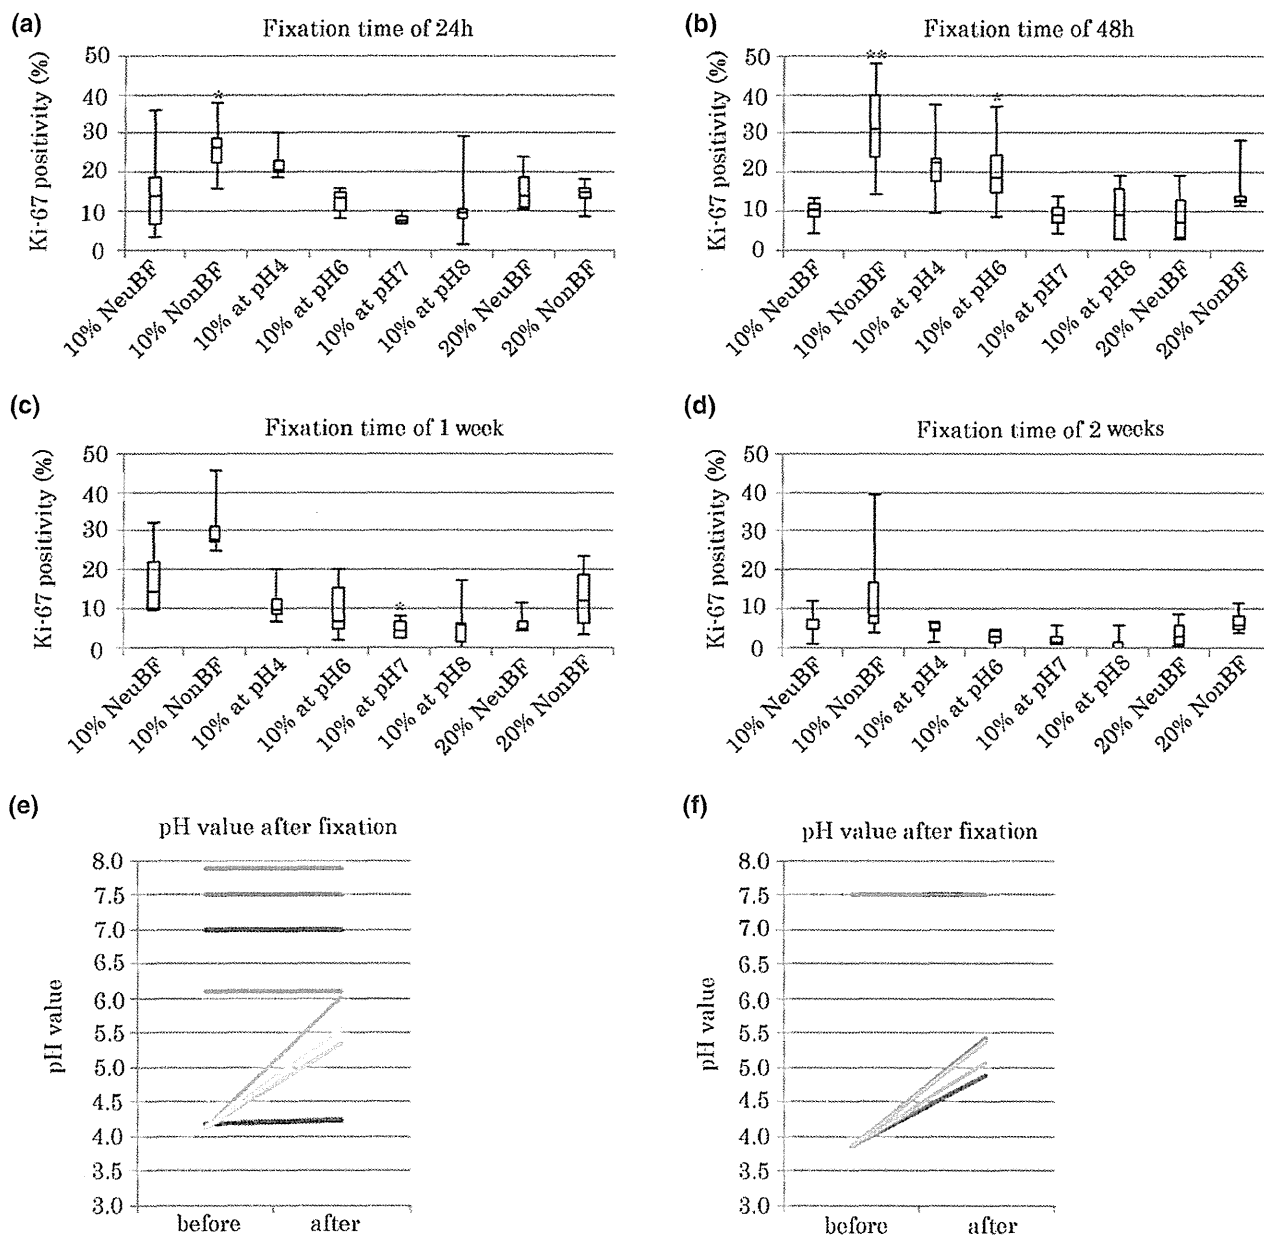 (a)
Fixation time of 24h
Ki-67 positivity (%)
50
40
30
20
10
0
10% NeuBF
10% NonBF
10% at pH4
10% at pH6
10% at pH7
10% at pH8
20% NeuBF
20% NonBF
*
(b)
Fixation time of 48h
Ki-67 positivity (%)
50
40
30
20
10
0
10% NeuBF
10% NonBF
10% at pH4
10% at pH6
10% at pH7
10% at pH8
20% NeuBF
20% NonBF
**
*
(c)
Fixation time of 1 week
Ki-67 positivity (%)
50
40
30
20
10
0
10% NeuBF
10% NonBF
10% at pH4
10% at pH6
10% at pH7
10% at pH8
20% NeuBF
20% NonBF
*
(d)
Fixation time of 2 weeks
Ki-67 positivity (%)
50
40
30
20
10
0
10% NeuBF
10% NonBF
10% at pH4
10% at pH6
10% at pH7
10% at pH8
20% NeuBF
20% NonBF
(e)
pH value after fixation
pH value
8.0
7.5
7.0
6.5
6.0
5.5
5.0
4.5
4.0
3.5
3.0
before
after
(f)
pH value after fixation
pH value
8.0
7.5
7.0
6.5
6.0
5.5
5.0
4.5
4.0
3.5
3.0
before
after